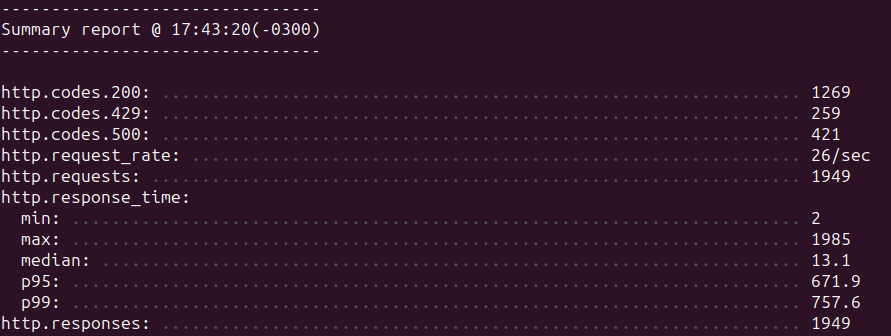 --------------------------------
Summary report @ 17:43:20(-0300)
--------------------------------
http.codes.200: ................................................................ 1269
http.codes.429: ................................................................ 259
http.codes.500: ................................................................ 421
http.request_rate: ............................................................. 26/sec
http.requests: ................................................................. 1949
http.response_time:
  min: ......................................................................... 2
  max: ......................................................................... 1985
  median: ...................................................................... 13.1
  p95: ......................................................................... 671.9
  p99: ......................................................................... 757.6
http.responses: ................................................................ 1949